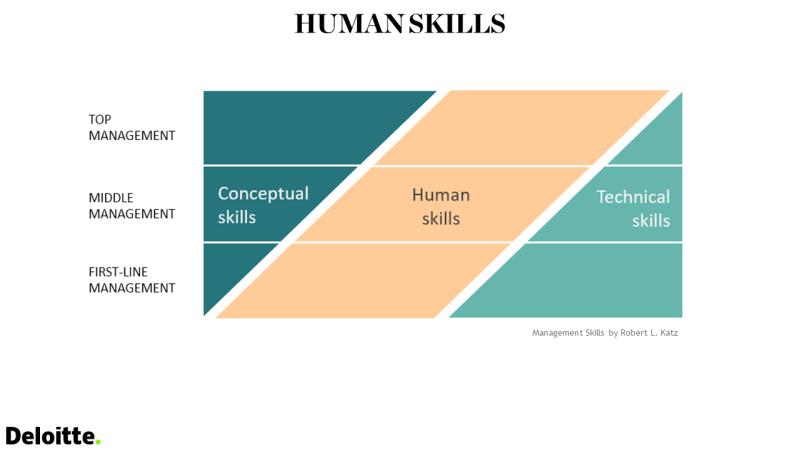 HUMAN SKILLS
TOP
MANAGEMENT
MIDDLE
MANAGEMENT
FIRST-LINE
MANAGEMENT
Conceptual
skills
Human
skills
Technical
skills
Management Skills by Robert L. Katz
Deloitte.